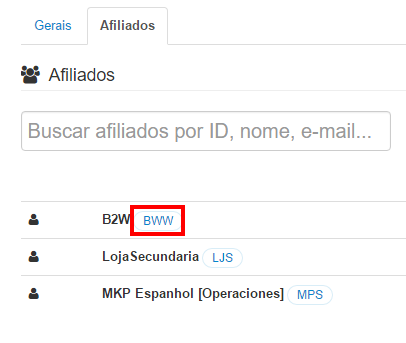 Gerais Afiliados
Afiliados
Buscar afiliados por ID, nome, e-mail...
B2W BWW
LojaSecundaria LJS
MKP Espanhol [Operaciones] MPS